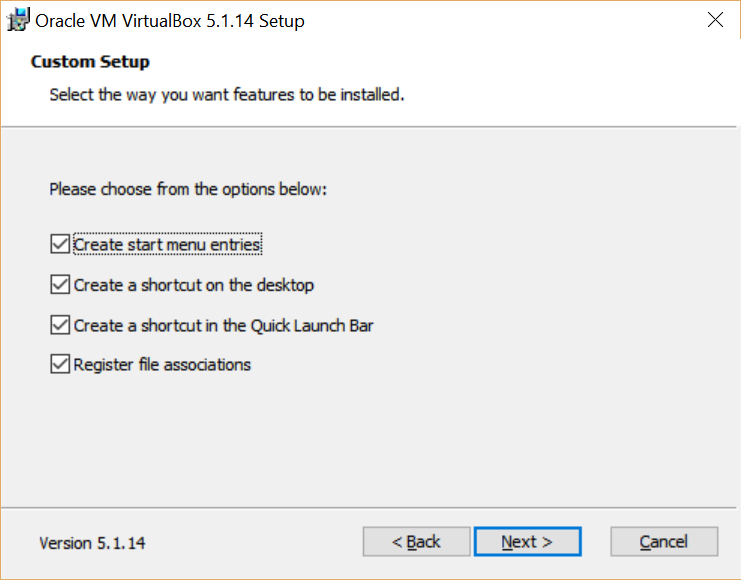 Oracle VM VirtualBox 5.1.14 Setup
Custom Setup
Select the way you want features to be installed.
Please choose from the options below:
Create start menu entries
Create a shortcut on the desktop
Create a shortcut in the Quick Launch Bar
Register file associations
Version 5.1.14
< Back
Next >
Cancel